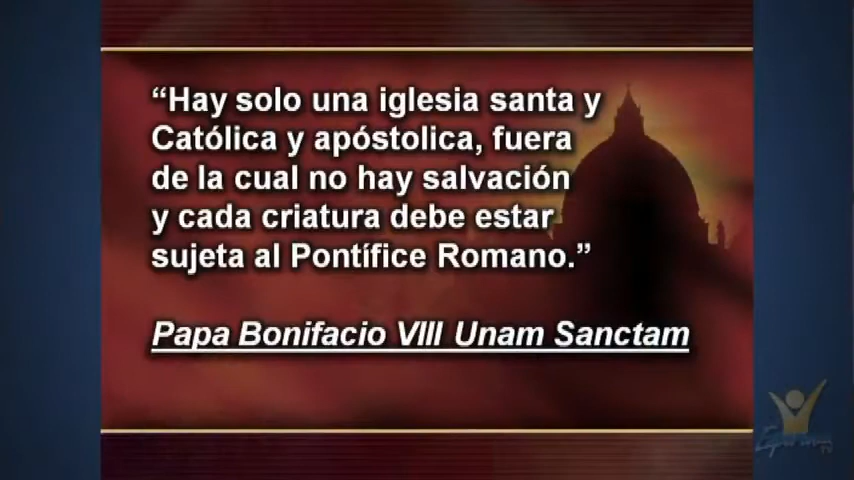 “Hay solo una iglesia santa y
Católica y apóstolica, fuera
de la cual no hay salvación
y cada criatura debe estar
sujeta al Pontífice Romano.”
Papa Bonifacio VIII Unam Sanctam
TV